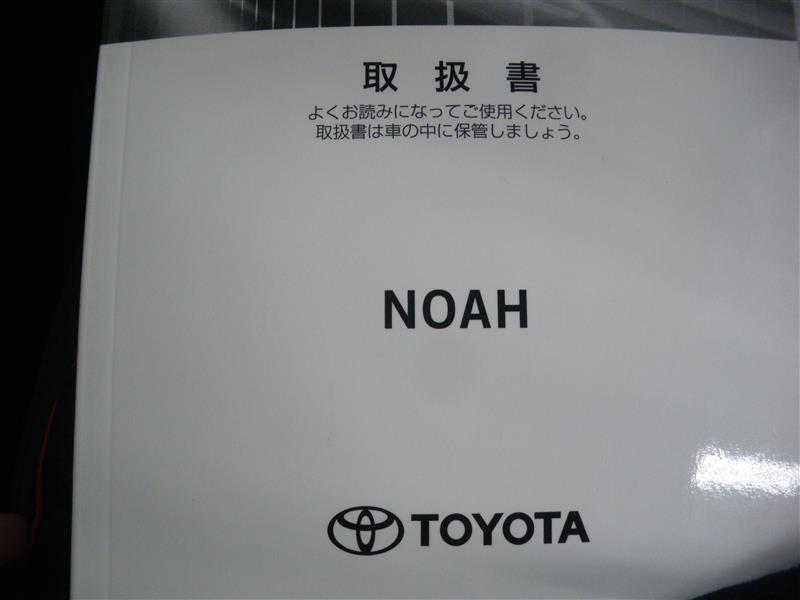 取扱書
よくお読みになってご使用ください。
取扱書は車の中に保管しましょう。
NOAH
TOYOTA